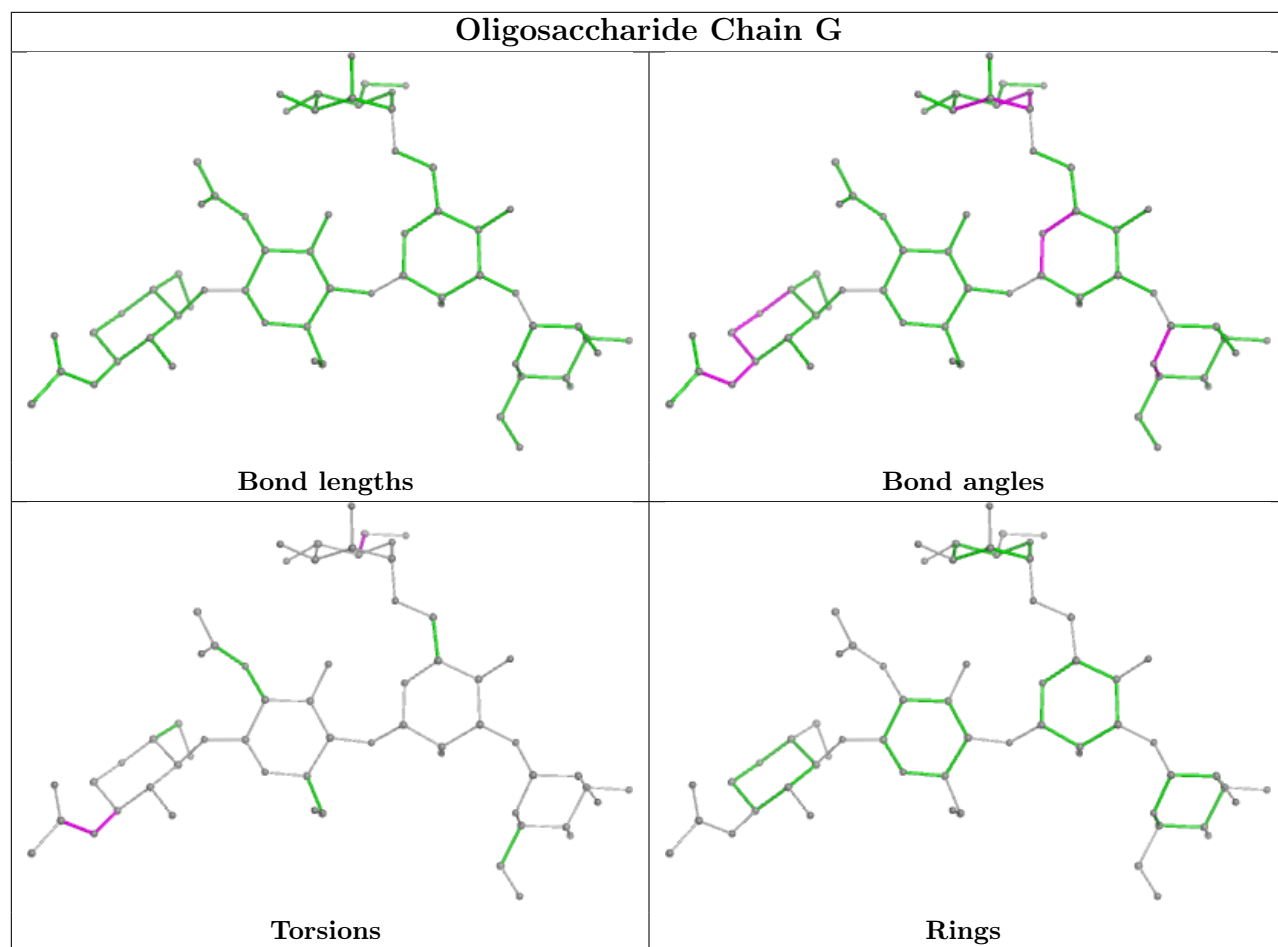 Oligosaccharide Chain G
Bond lengths
Bond angles
Torsions
Rings